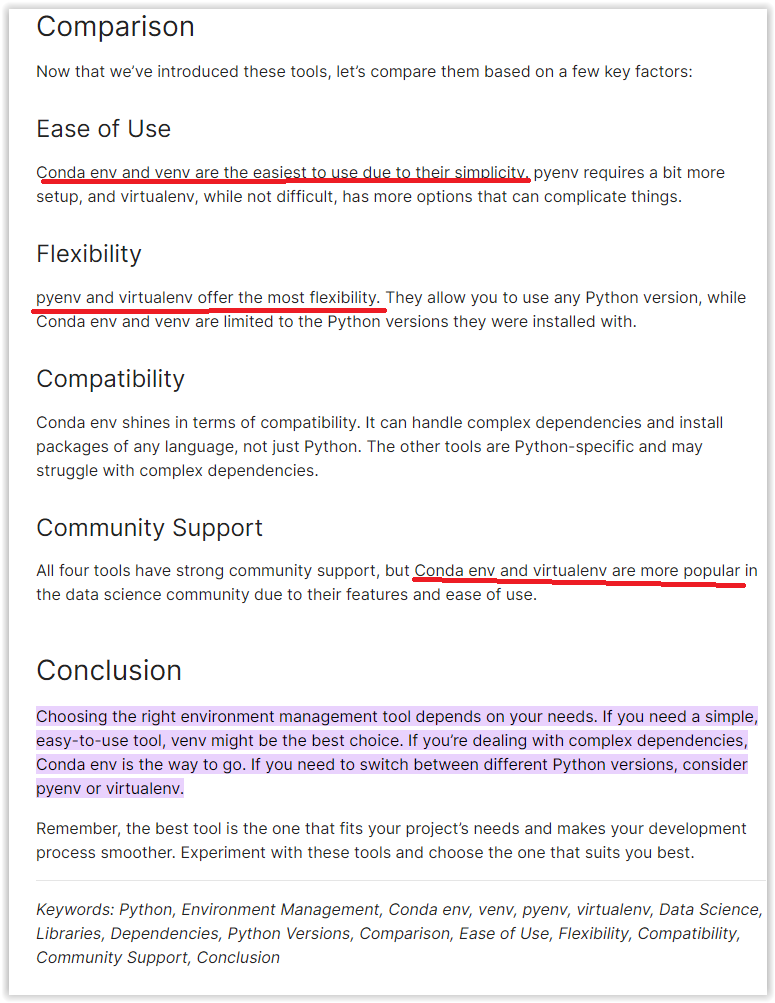 Comparison
Now that we’ve introduced these tools, let’s compare them based on a few key factors:
Ease of Use
Conda env and venv are the easiest to use due to their simplicity. pyenv requires a bit more
setup, and virtualenv, while not difficult, has more options that can complicate things.
Flexibility
pyenv and virtualenv offer the most flexibility. They allow you to use any Python version, while
Conda env and venv are limited to the Python versions they were installed with.
Compatibility
Conda env shines in terms of compatibility. It can handle complex dependencies and install
packages of any language, not just Python. The other tools are Python-specific and may
struggle with complex dependencies.
Community Support
All four tools have strong community support, but Conda env and virtualenv are more popular in
the data science community due to their features and ease of use.
Conclusion
Choosing the right environment management tool depends on your needs. If you need a simple,
easy-to-use tool, venv might be the best choice. If you’re dealing with complex dependencies,
Conda env is the way to go. If you need to switch between different Python versions, consider
pyenv or virtualenv.
Remember, the best tool is the one that fits your project’s needs and makes your development
process smoother. Experiment with these tools and choose the one that suits you best.
Keywords: Python, Environment Management, Conda env, venv, pyenv, virtualenv, Data Science,
Libraries, Dependencies, Python Versions, Comparison, Ease of Use, Flexibility, Compatibility,
Community Support, Conclusion